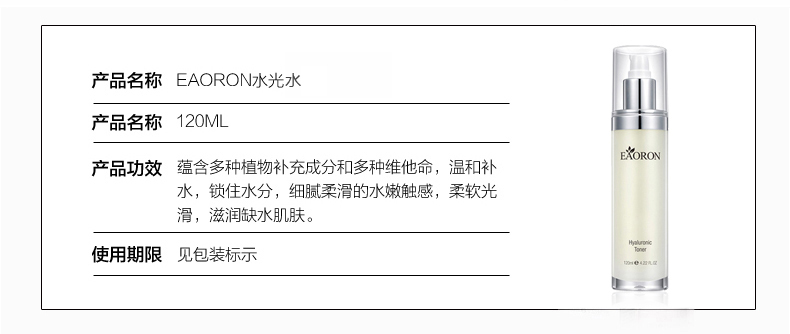 产品名称 EAORON水光水
产品名称 120ML
产品功效 蕴含多种植物补充成分和多种维他命，温和补
水，锁住水分，细腻柔滑的水嫩触感，柔软光
滑，滋润缺水肌肤。
使用期限 见包装标示
EAORON
Hyaluronic
Toner
120ml ℮ 4.22 FL.OZ